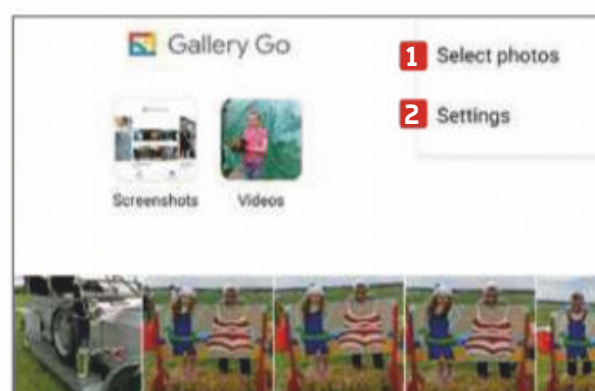 Gallery Go
1 Select photos
2 Settings
Screenshots Videos